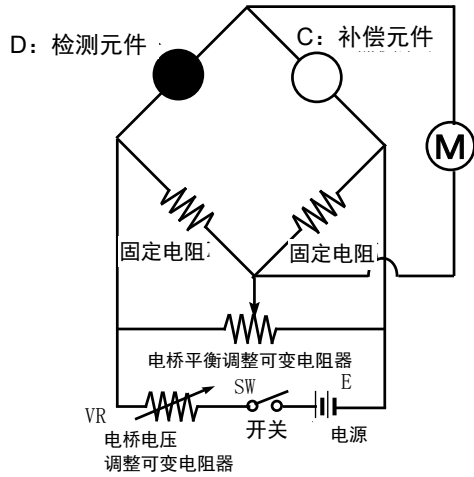 D：检测元件
C：补偿元件
M
固定电阻
固定电阻
电桥平衡调整可变电阻器
SW
E
VR
开关
电源
电桥电压
调整可变电阻器